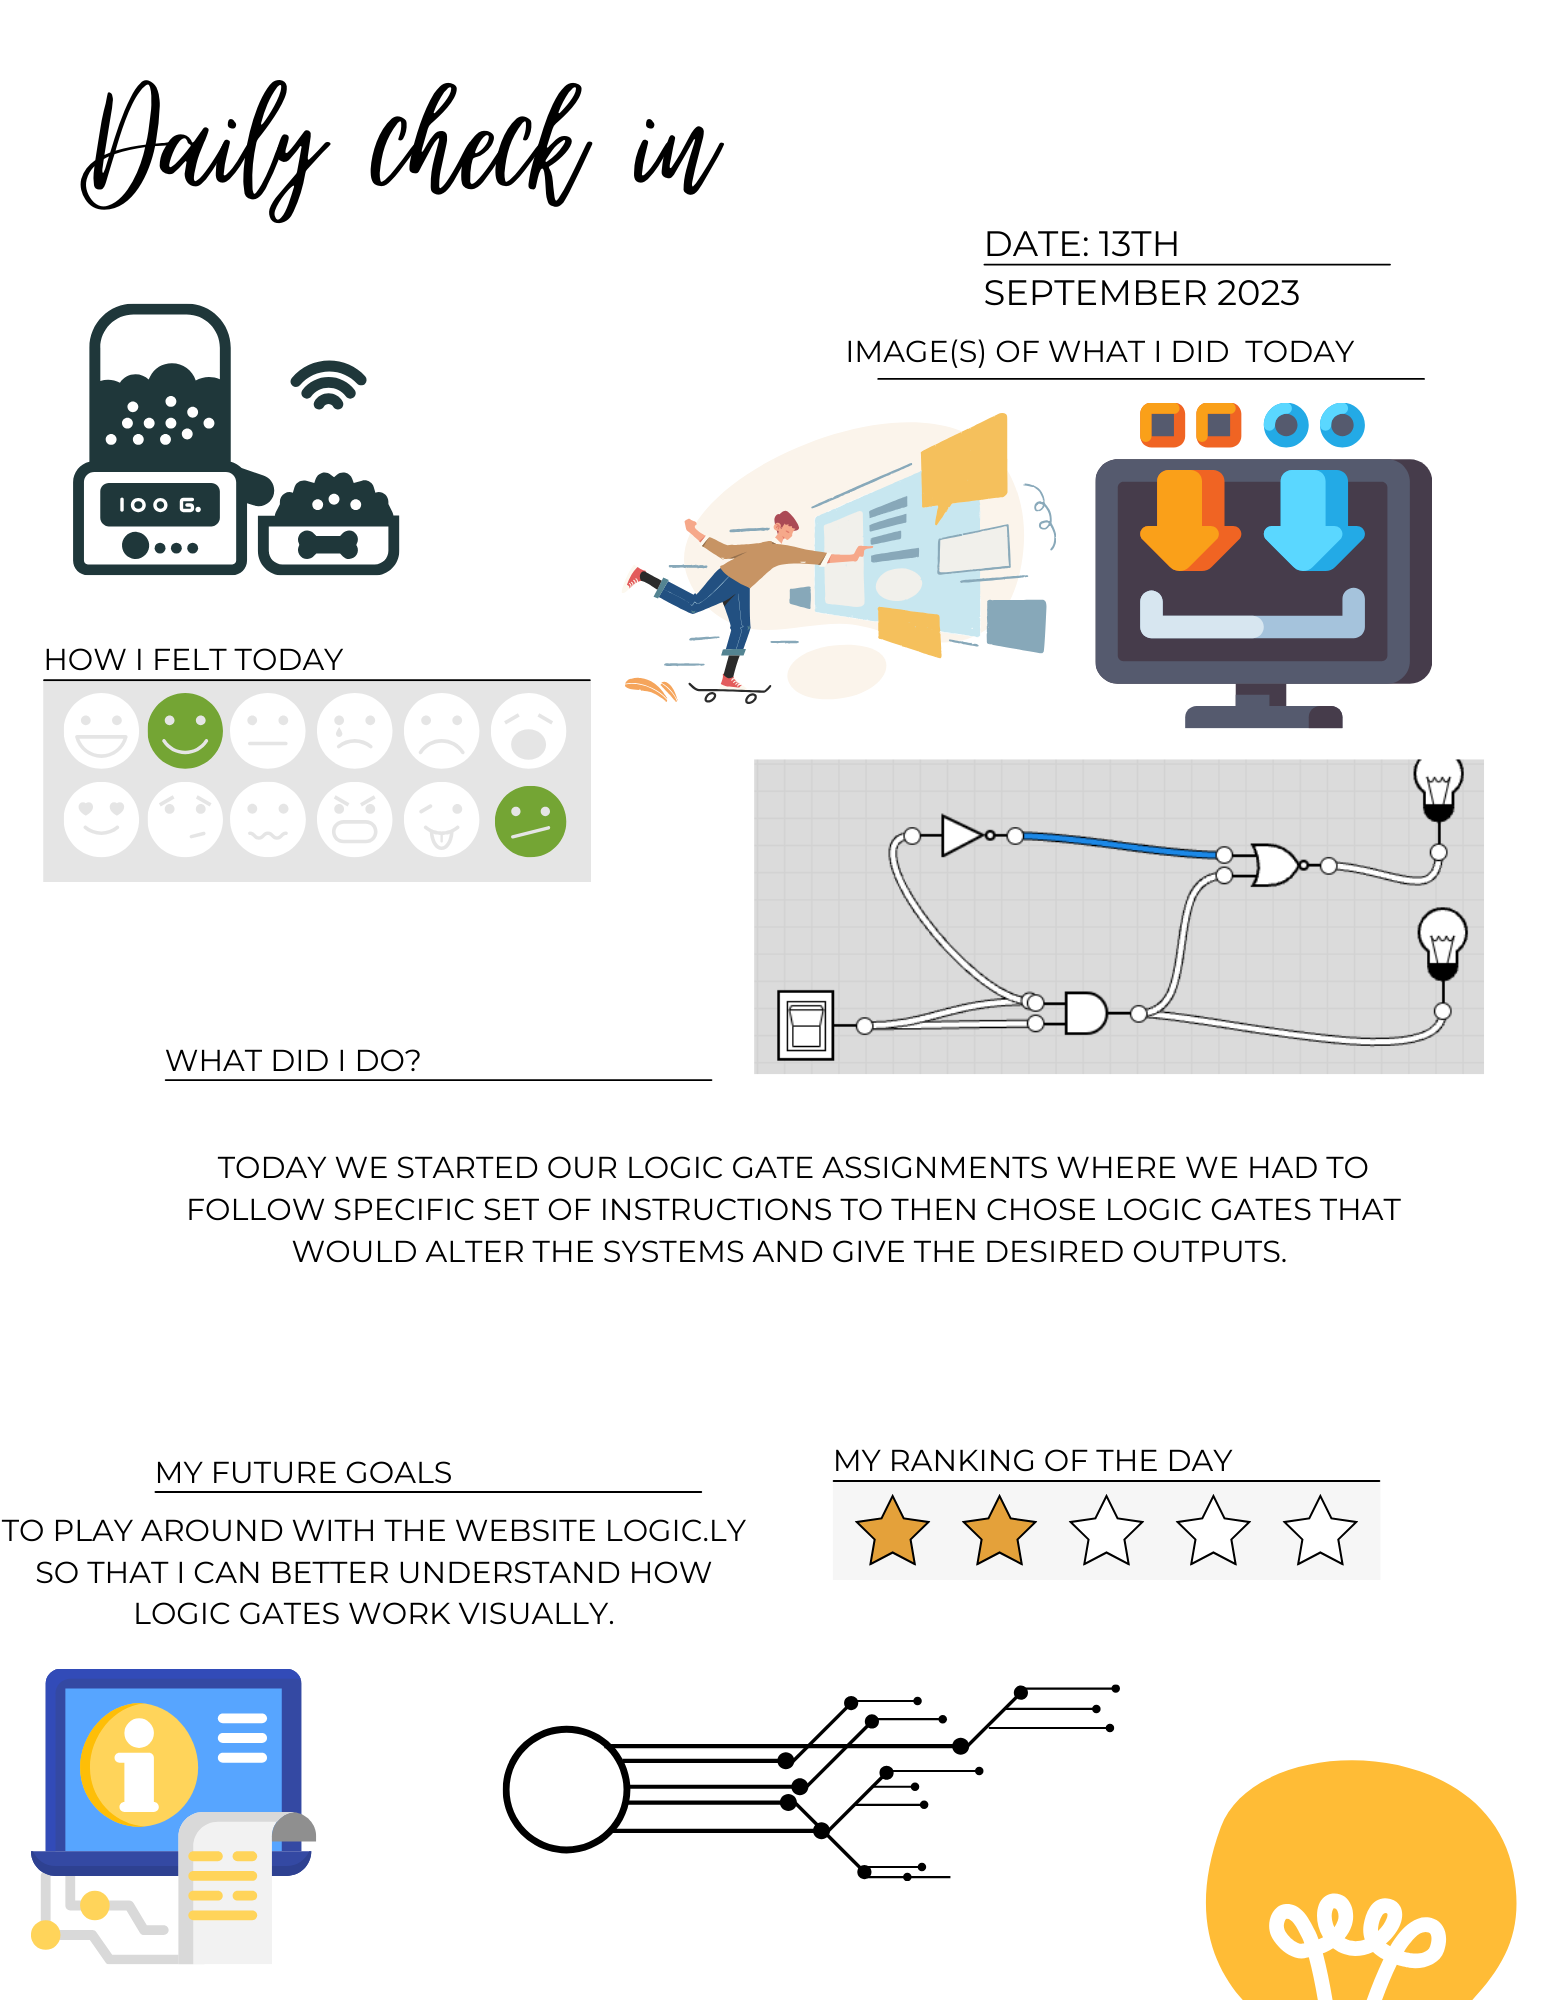 Daily check in
DATE: 13TH
SEPTEMBER 2023
IMAGE(S) OF WHAT I DID TODAY
100 G.
HOW I FELT TODAY
WHAT DID I DO?
TODAY WE STARTED OUR LOGIC GATE ASSIGNMENTS WHERE WE HAD TO
FOLLOW SPECIFIC SET OF INSTRUCTIONS TO THEN CHOSE LOGIC GATES THAT
WOULD ALTER THE SYSTEMS AND GIVE THE DESIRED OUTPUTS.
MY FUTURE GOALS
TO PLAY AROUND WITH THE WEBSITE LOGIC.LY
SO THAT I CAN BETTER UNDERSTAND HOW
LOGIC GATES WORK VISUALLY.
MY RANKING OF THE DAY
i